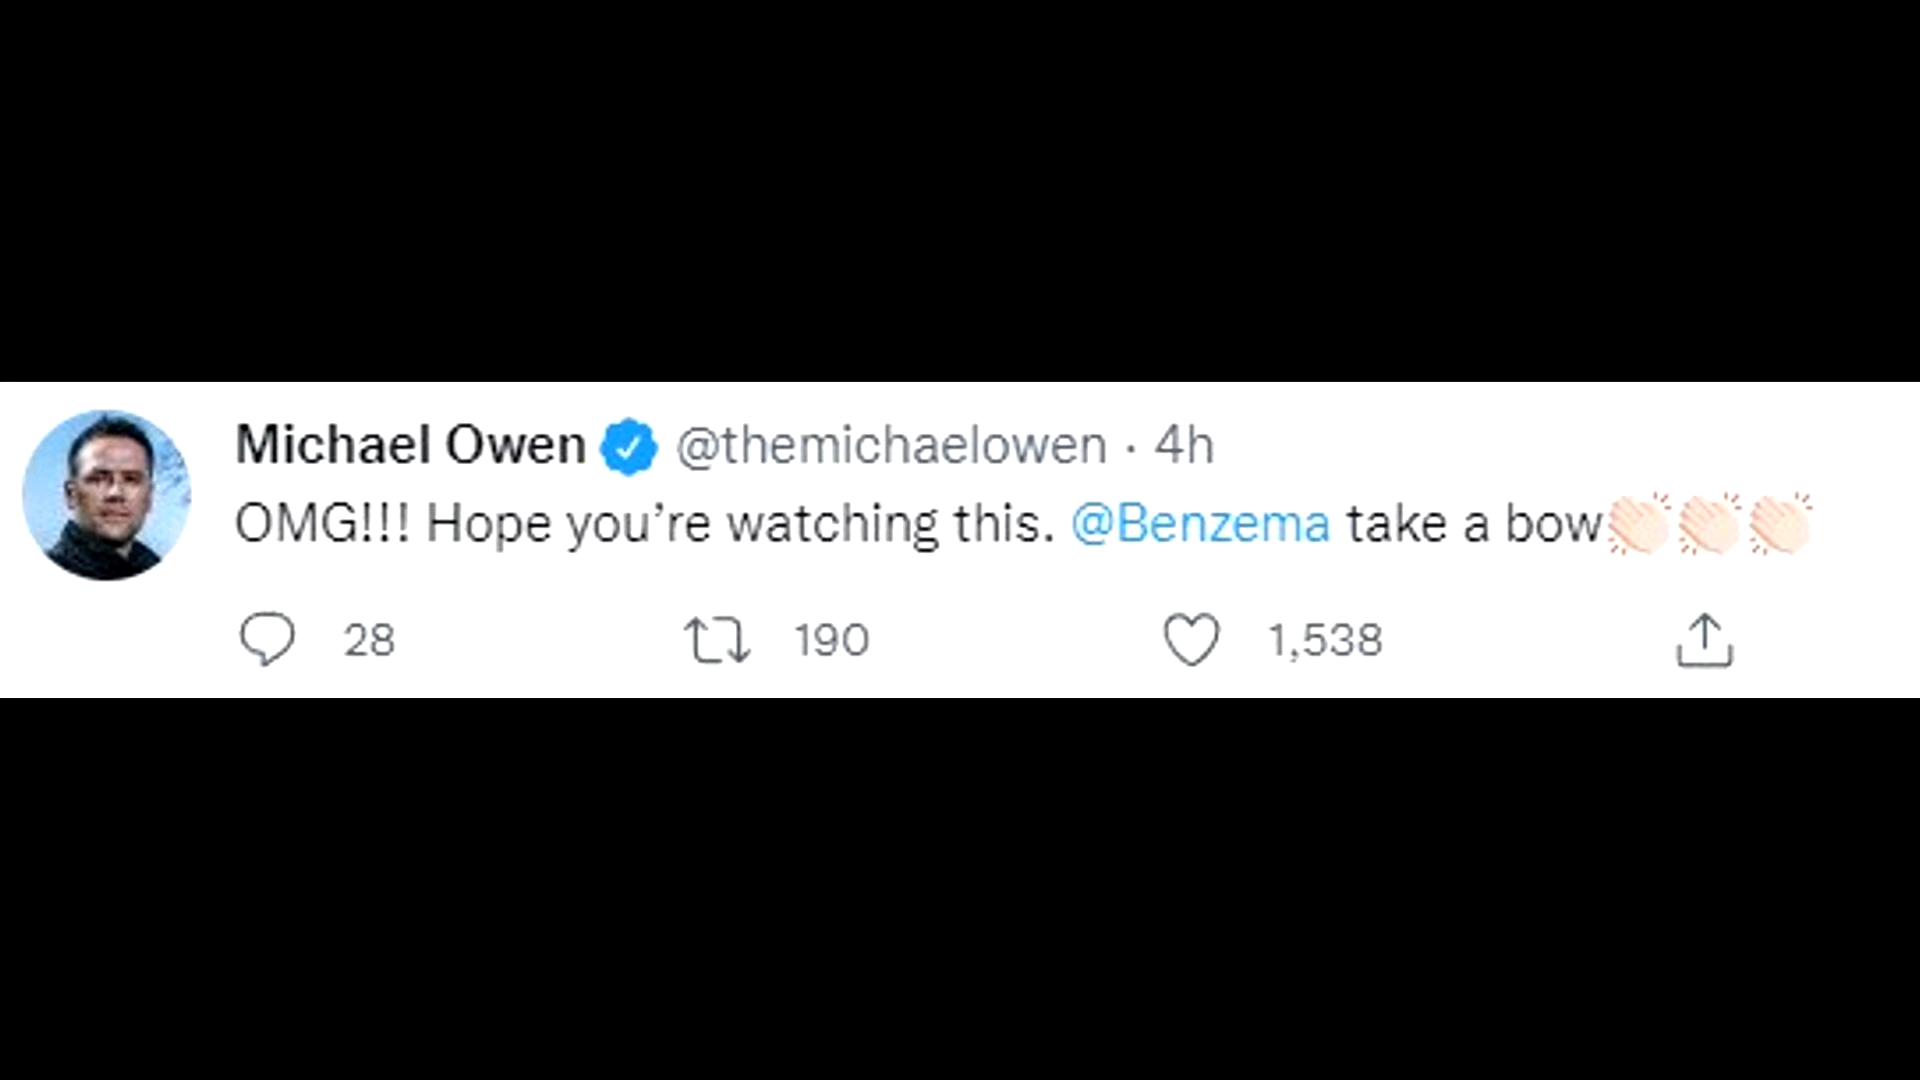 Michael Owen @themichaelowen · 4h
OMG!!! Hope you’re watching this. @Benzema take a bow👏🏻👏🏻👏🏻
28 190 1,538